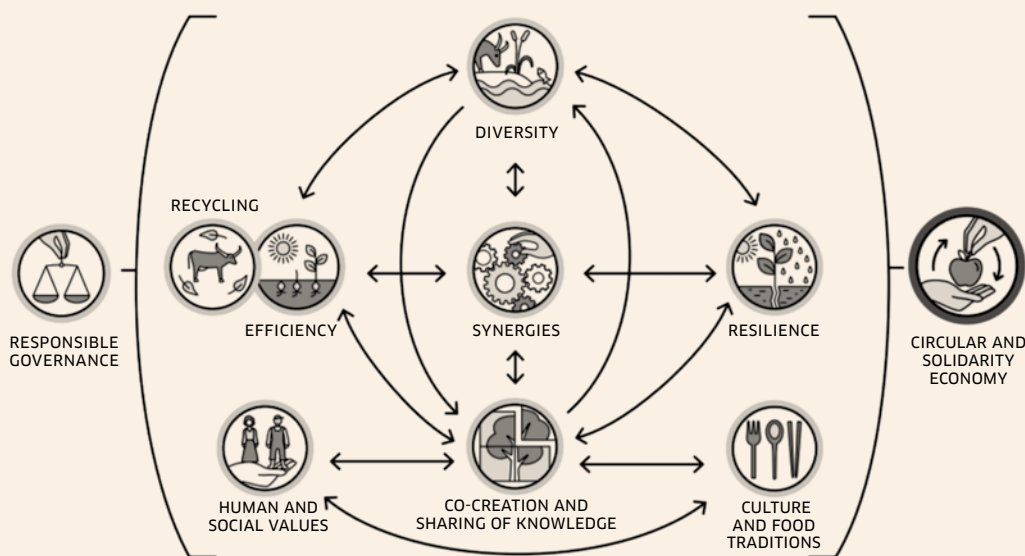 DIVERSITY
RECYCLING
EFFICIENCY
SYNERGIES
RESILIENCE
RESPONSIBLE
GOVERNANCE
CIRCULAR AND
SOLIDARITY
ECONOMY
HUMAN AND
SOCIAL VALUES
CO-CREATION AND
SHARING OF KNOWLEDGE
CULTURE
AND FOOD
TRADITIONS